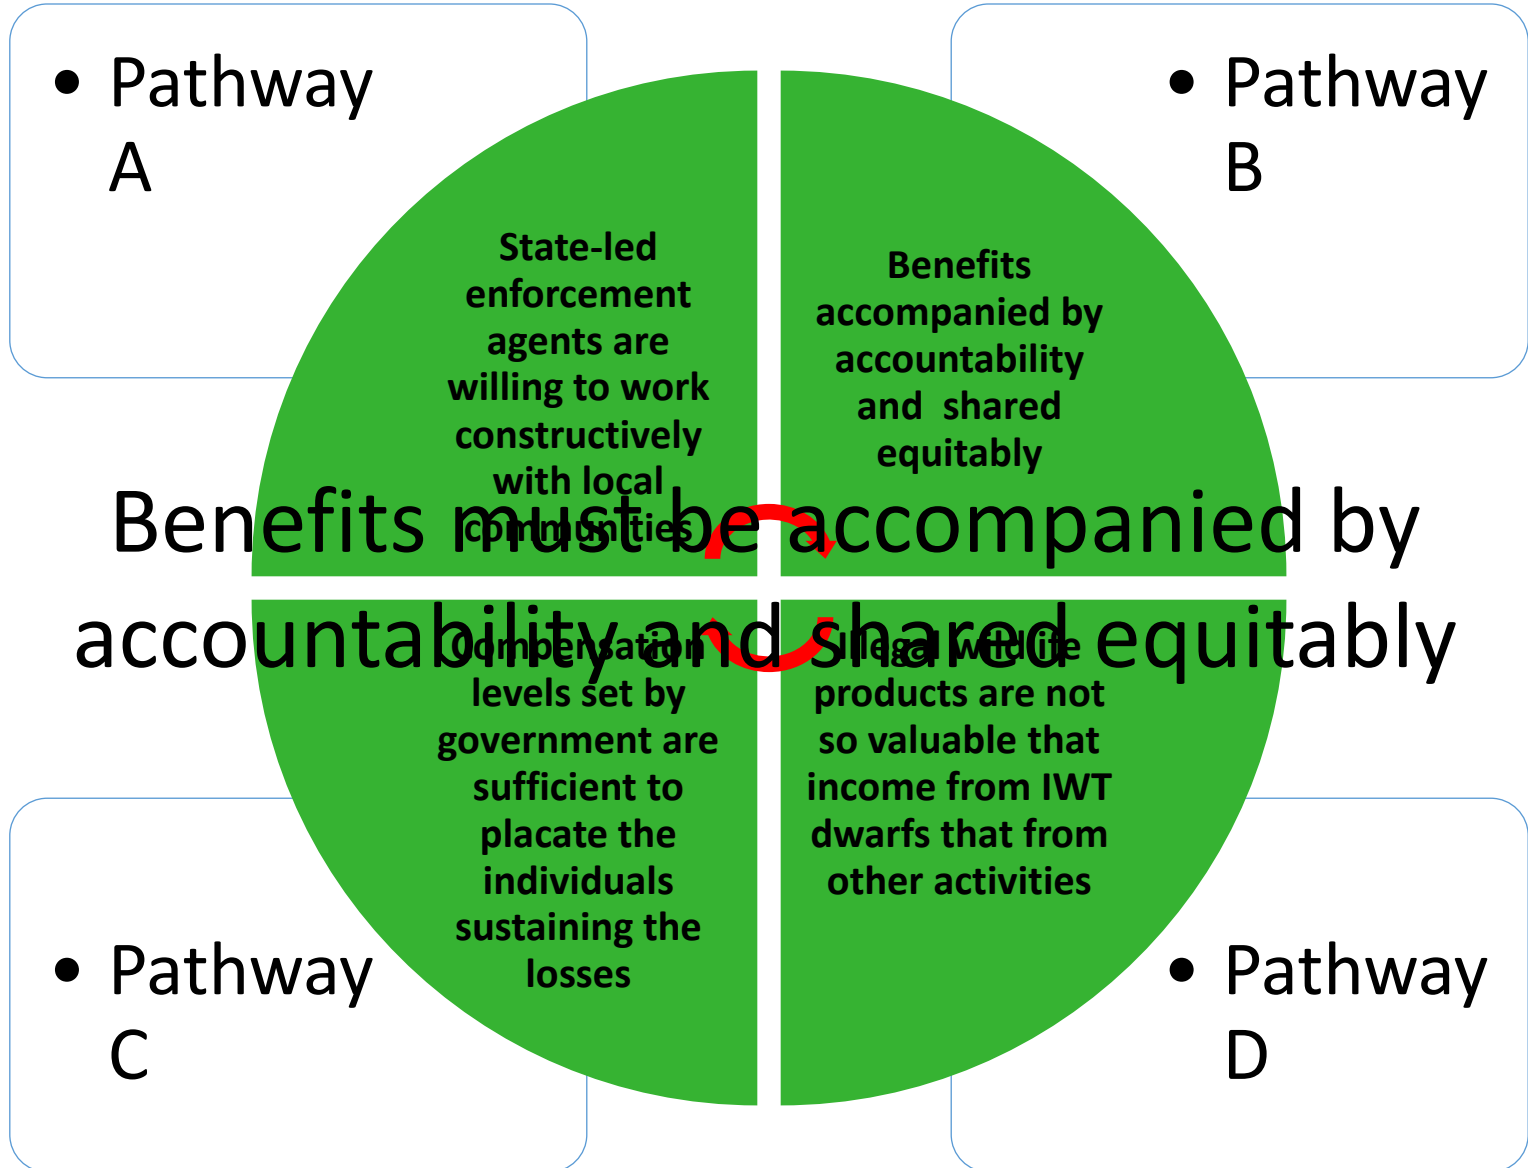 • Pathway
A
• Pathway
B
State-led
enforcement
agents are
willing to work
constructively
with local
communities
Benefits
accompanied by
accountability
and  shared
equitably
Benefits must be accompanied by
accountability and shared equitably
Compensation
levels set by
government are
sufficient to
placate the
individuals
sustaining the
losses
Illegal wildlife
products are not
so valuable that
income from IWT
dwarfs that from
other activities
• Pathway
C
• Pathway
D